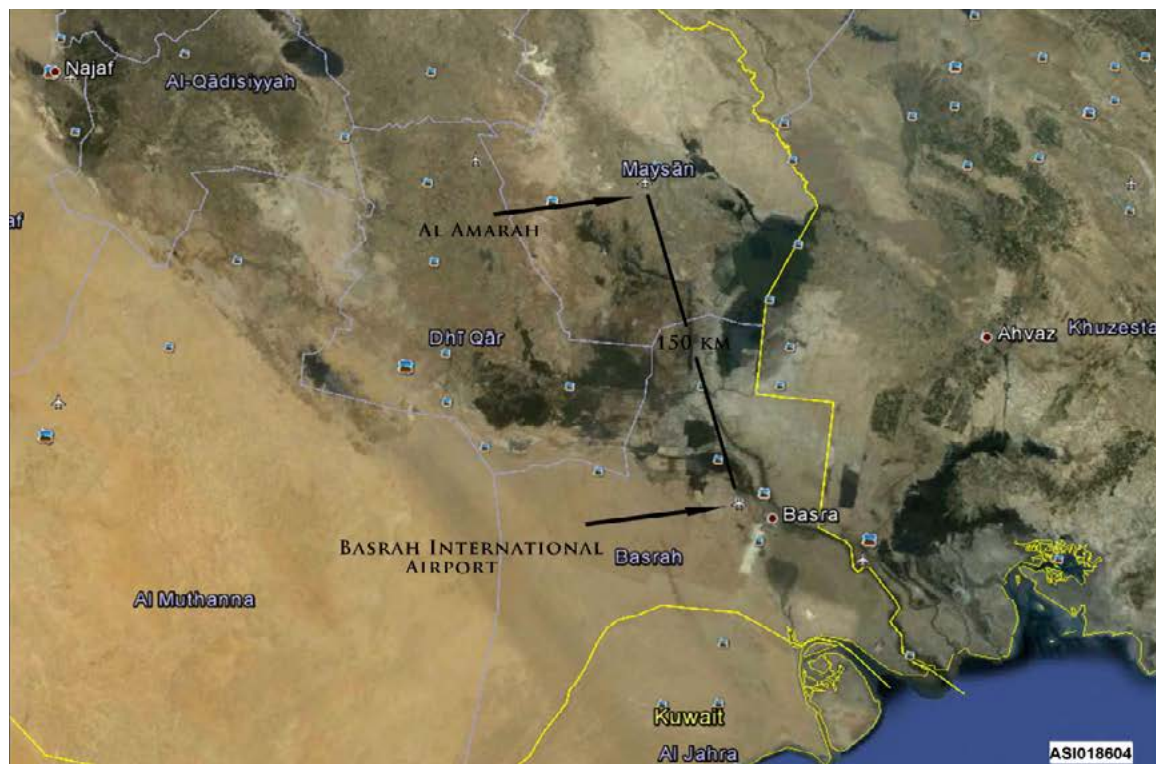 Najaf
Al-Qādisiyyah
Maysān
af
AL AMARAH
Dhī Qār
150 KM
Ahvaz
Khuzesta
Basra
BASRAH INTERNATIONAL
AIRPORT
Basrah
Al Muthanna
Kuwait
Al Jahra
ASI018604